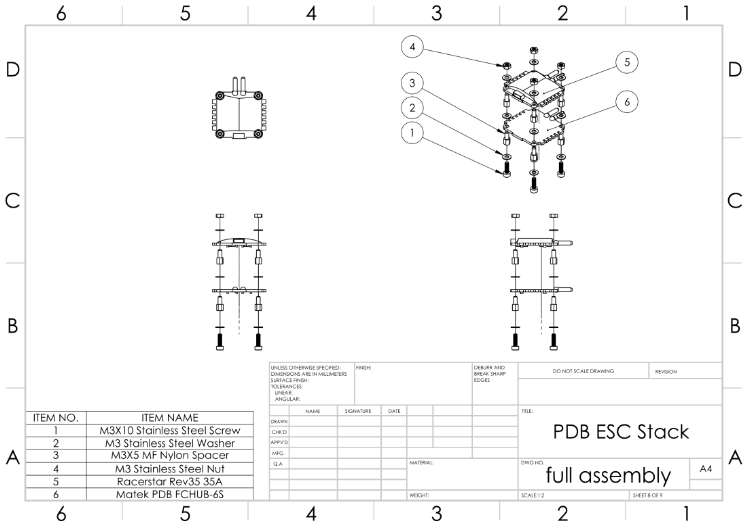 6 5 4 3 2 1
D
D
4
5
3
6
2
1
C
C
B
B
UNLESS OTHERWISE SPECIFIED:
DIMENSIONS ARE IN MILLIMETERS
SURFACE FINISH:
TOLERANCES:
LINEAR:
ANGULAR:
FINISH:
DEBURR AND
BREAK SHARP
EDGES
DO NOT SCALE DRAWING
REVISION
NAME SIGNATURE DATE
DRAWN
CHK'D
APPV'D
MFG
Q.A
MATERIAL:
WEIGHT:
TITLE:
PDB ESC Stack
DWG NO.
full assembly
A4
SCALE:1:2
SHEET 8 OF 9
ITEM NO. ITEM NAME
1 M3X10 Stainless Steel Screw
2 M3 Stainless Steel Washer
3 M3X5 MF Nylon Spacer
4 M3 Stainless Steel Nut
5 Racerstar Rev35 35A
6 Matek PDB FCHUB-6S
A
A
6 5 4 3 2 1